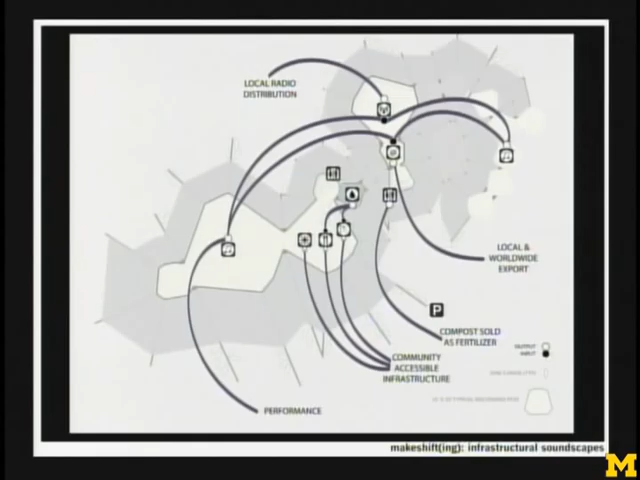 LOCAL RADIO
DISTRIBUTION
LOCAL &
WORLDWIDE
EXPORT
P
COMPOST SOLD
AS FERTILIZER
OUTPUT
INPUT
COMMUNITY
ACCESSIBLE
INFRASTRUCTURE
PERFORMANCE
makeshift(ing): infrastructural soundscapes
M